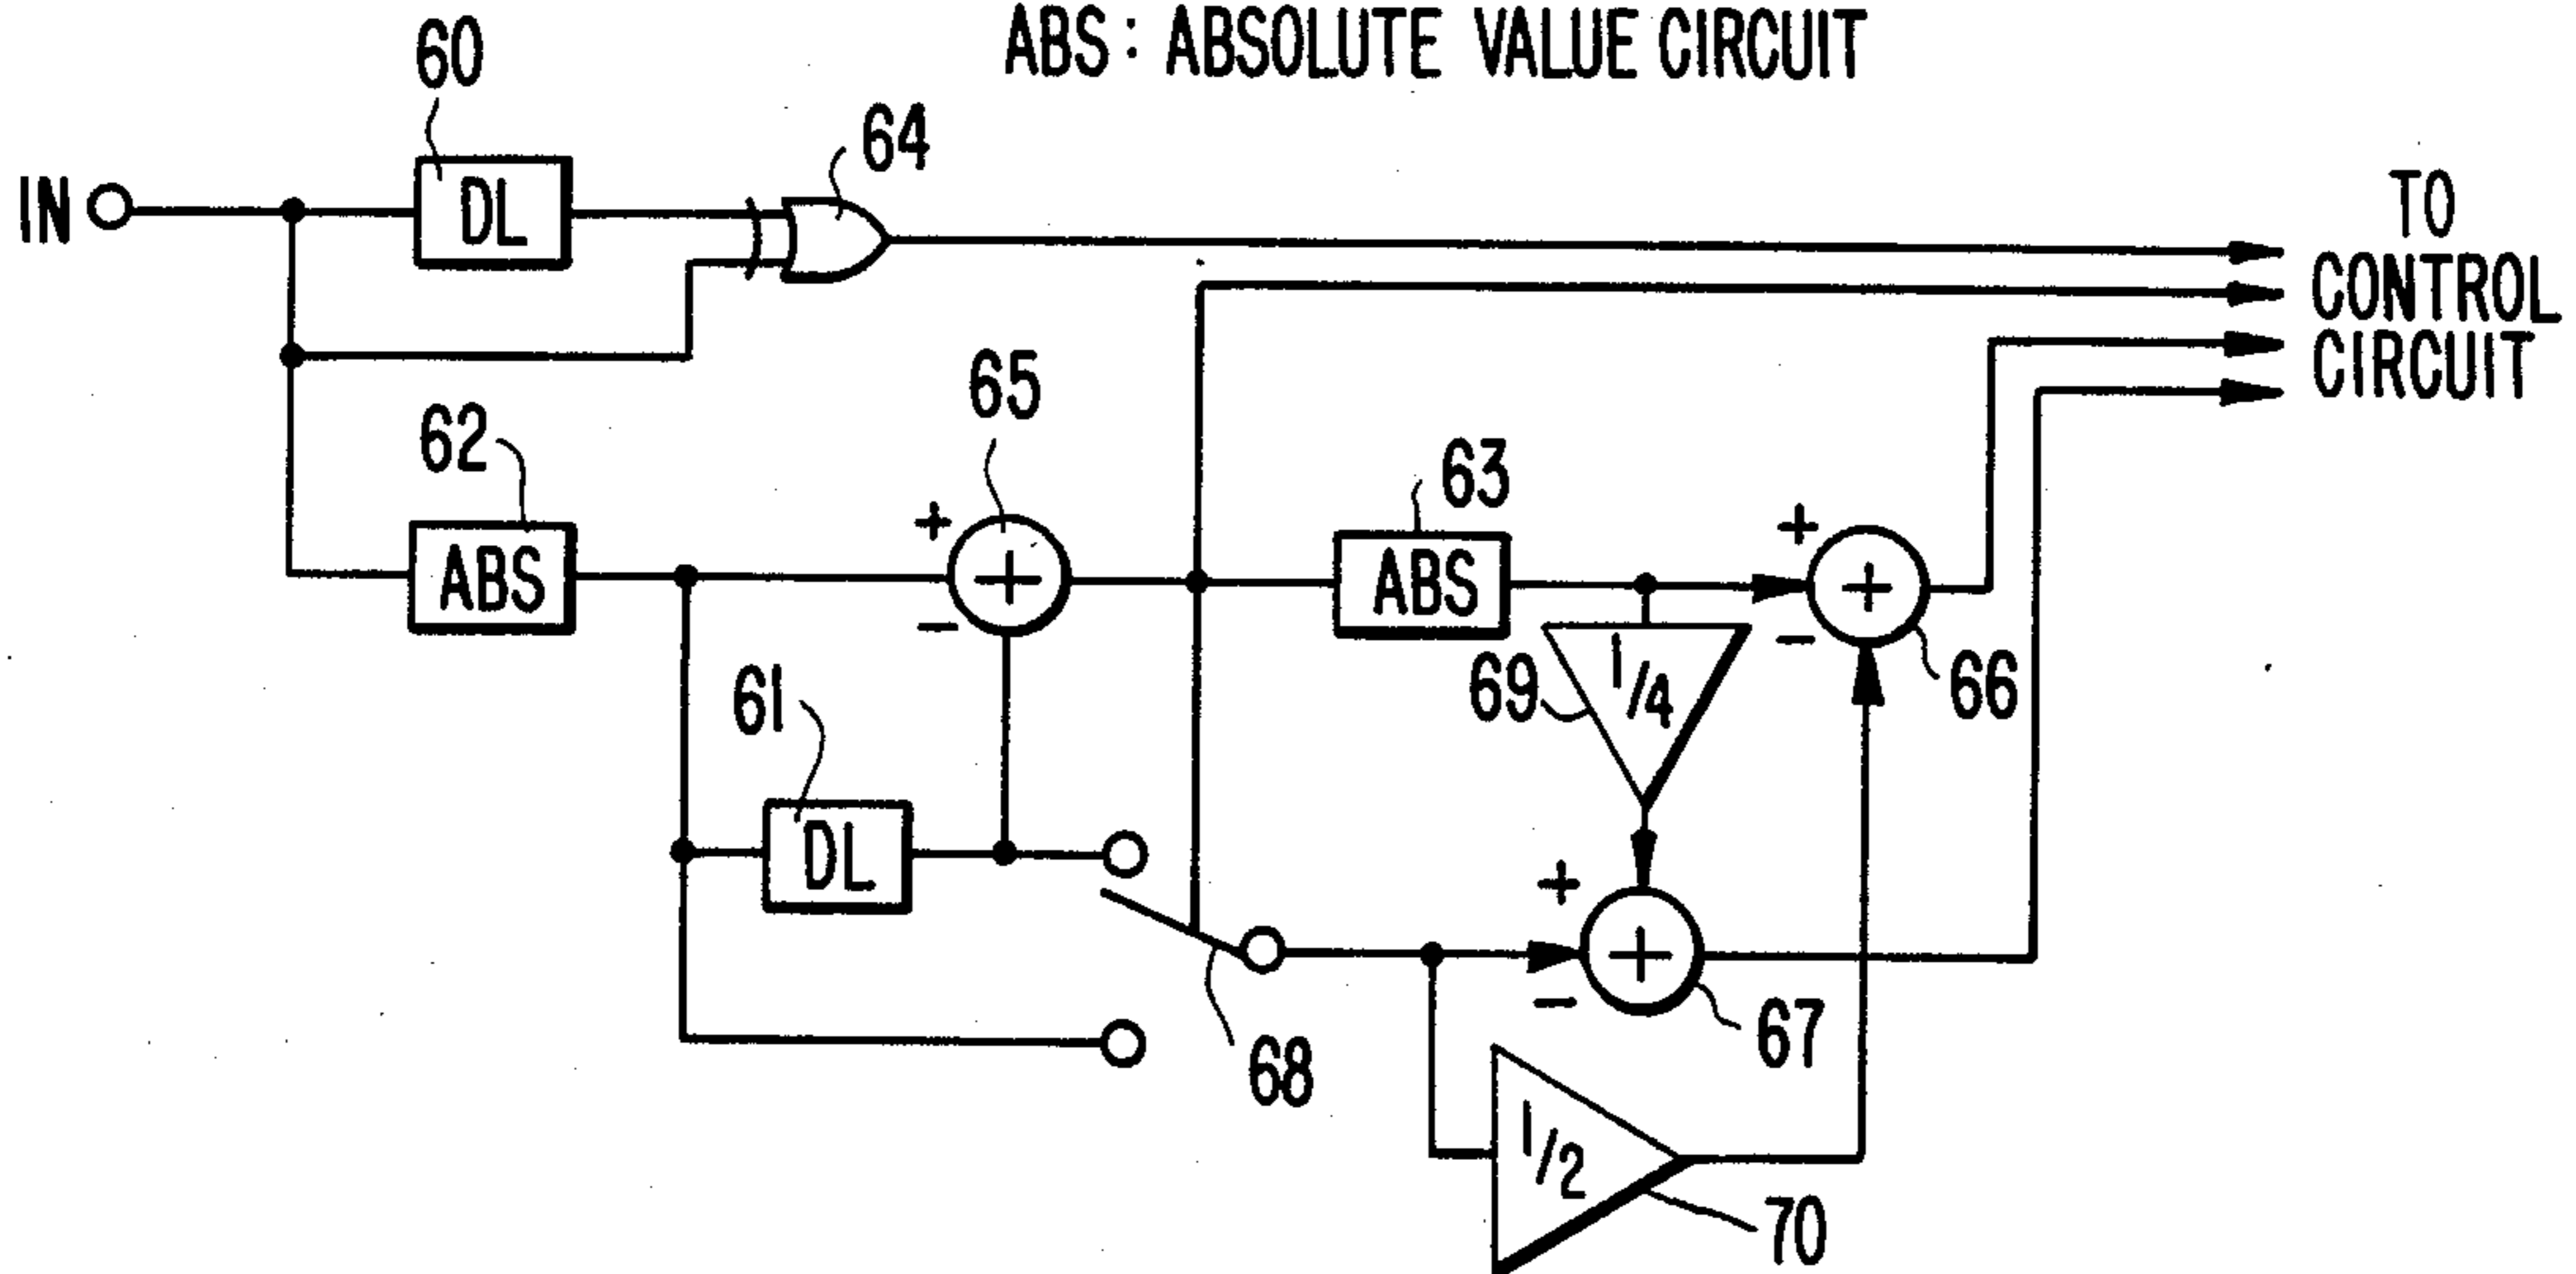 ABS : ABSOLUTE VALUE CIRCUIT
60
64
IN
DL
TO
CONTROL
CIRCUIT
65
62
63
+
+
ABS
+
ABS
+
−
−
1/4
61
69
66
DL
+
+
−
67
68
1/2
70